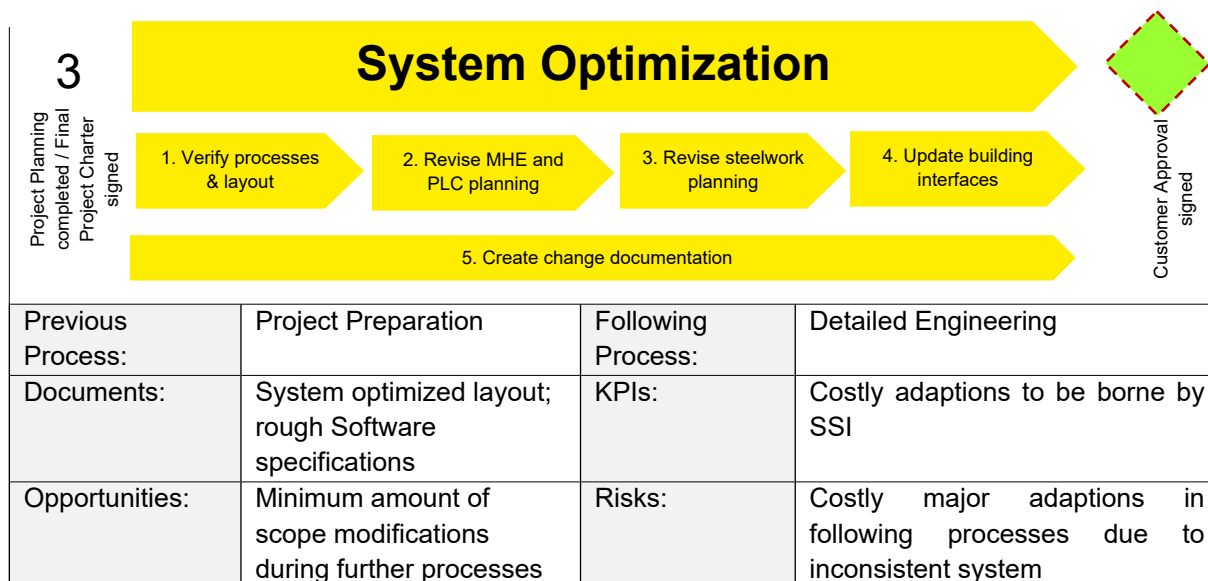 3
Project Planning
completed / Final
Project Charter
signed
System Optimization
1. Verify processes
& layout
2. Revise MHE and
PLC planning
3. Revise steelwork
planning
4. Update building
interfaces
5. Create change documentation
Customer Approval
signed
Previous
Process:
Project Preparation
Following
Process:
Detailed Engineering
Documents:
System optimized layout;
rough Software
specifications
KPIs:
Costly adaptions to be borne by
SSI
Opportunities:
Minimum amount of
scope modifications
during further processes
Risks:
Costly major adaptions in
following processes due to
inconsistent system